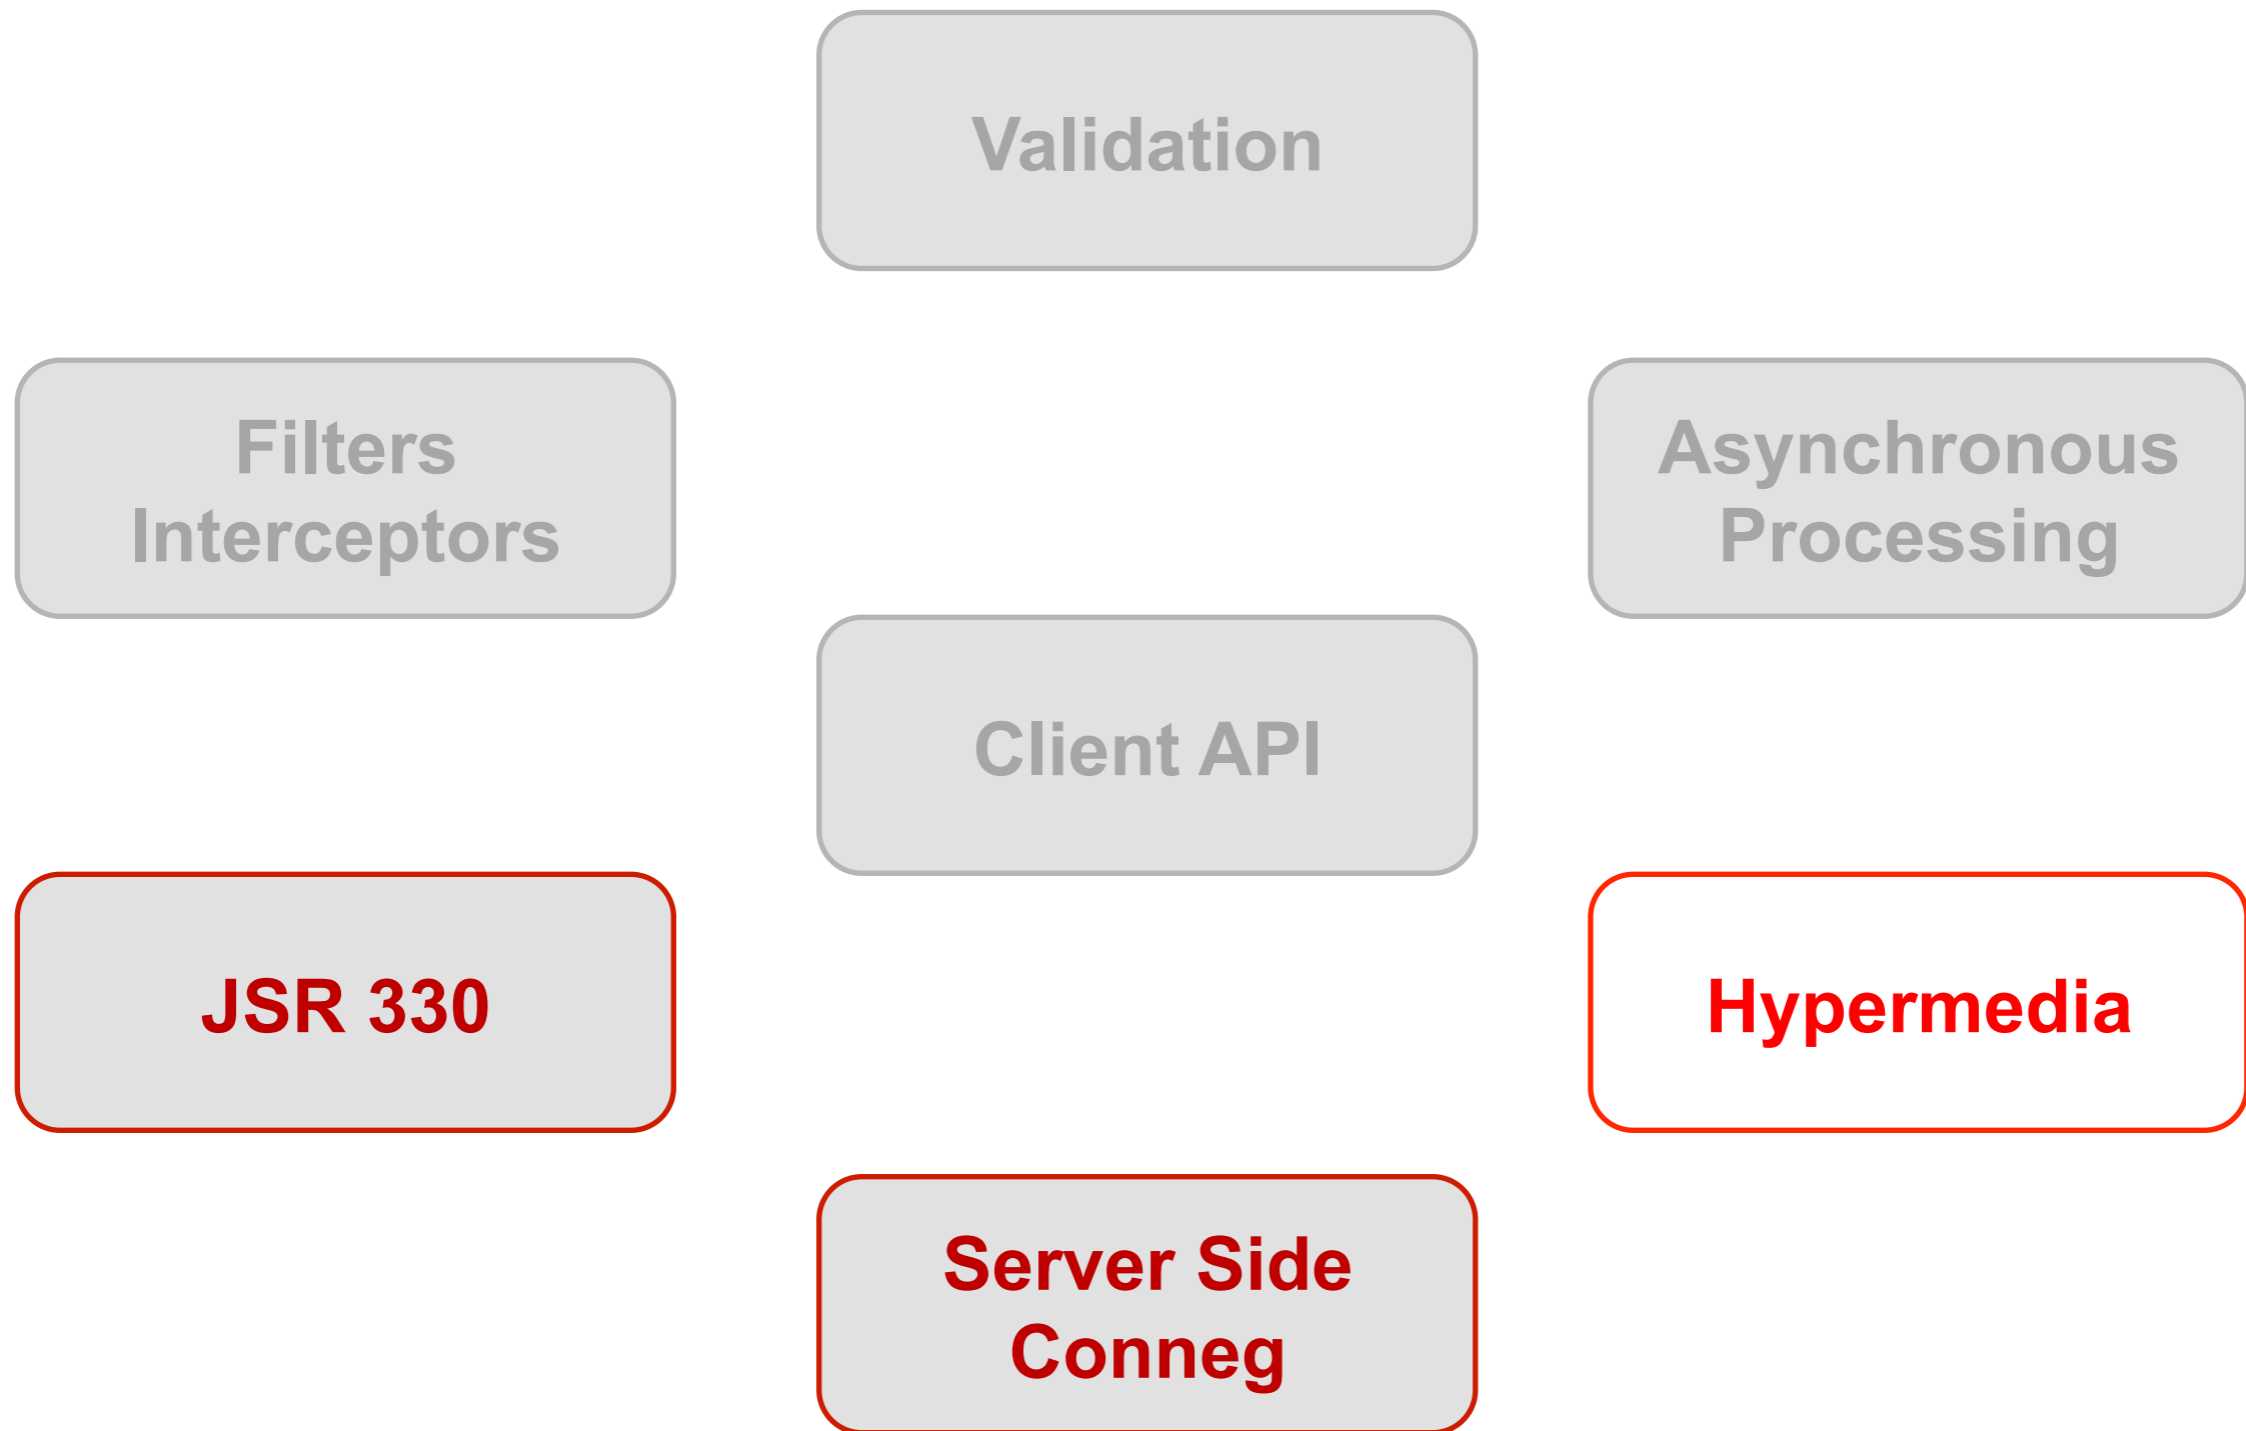 Validation
Filters
Interceptors
Asynchronous
Processing
Client API
JSR 330
Hypermedia
Server Side
Conneg